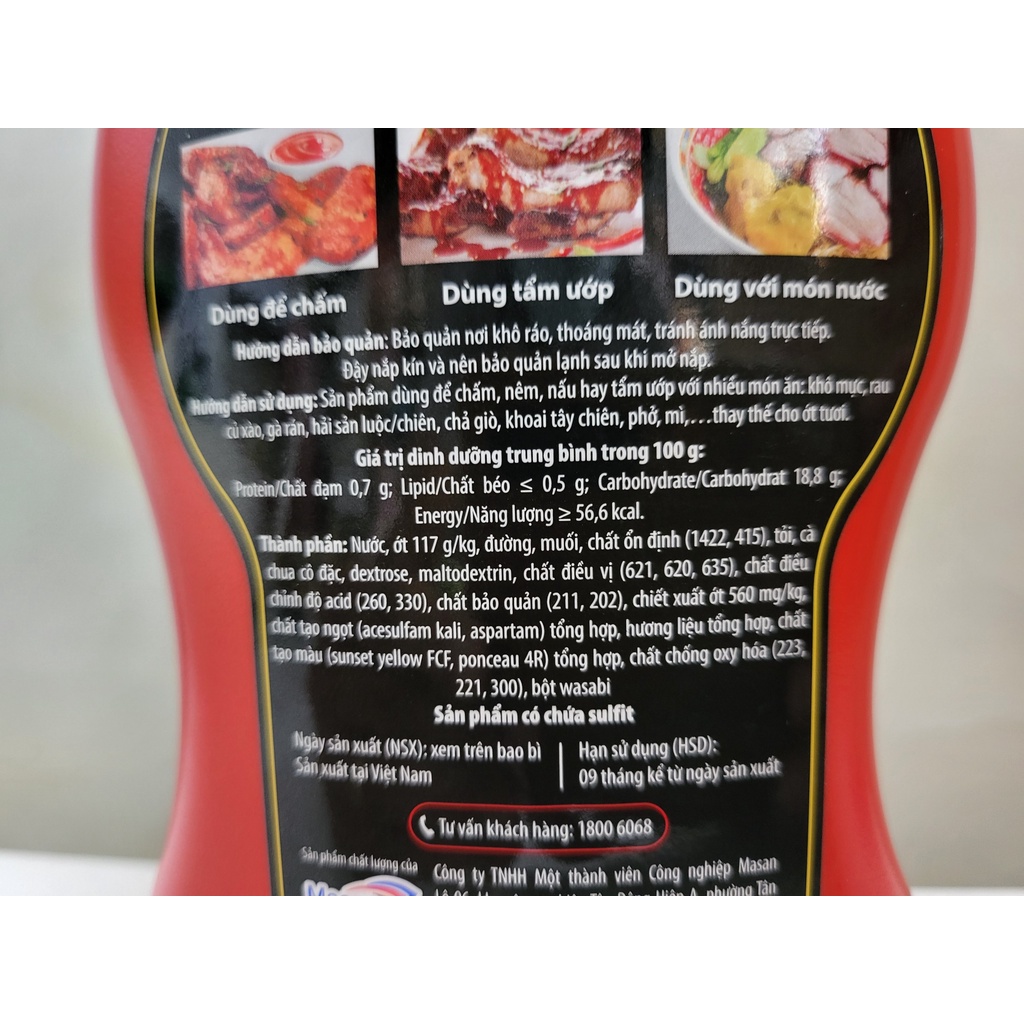 Dùng để chấm
Dùng tẩm ướp
Dùng với món nước
Hướng dẫn bảo quản: Bảo quản nơi khô ráo, thoáng mát, tránh ánh nắng trực tiếp.
Đậy nắp kín và nên bảo quản lạnh sau khi mở nắp.
Hướng dẫn sử dụng: Sản phẩm dùng để chấm, nêm, nấu hay tẩm ướp với nhiều món ăn: khô mực, rau
củ xào, gà rán, hải sản luộc/chiên, chả giò, khoai tây chiên, phở, mì,...thay thế cho ớt tươi.
Giá trị dinh dưỡng trung bình trong 100 g:
Protein/Chất đạm 0,7 g; Lipid/Chất béo ≤ 0,5 g; Carbohydrate/Carbohydrat 18,8 g;
Energy/Năng lượng ≥ 56,6 kcal.
Thành phần: Nước, ớt 117 g/kg, đường, muối, chất ổn định (1422, 415), tỏi, cà
chua cô đặc, dextrose, maltodextrin, chất điều vị (621, 620, 635), chất điều
chỉnh độ acid (260, 330), chất bảo quản (211, 202), chiết xuất ớt 560 mg/kg,
chất tạo ngọt (acesulfam kali, aspartam) tổng hợp, hương liệu tổng hợp, chất
tạo màu (sunset yellow FCF, ponceau 4R) tổng hợp, chất chống oxy hóa (223,
221, 300), bột wasabi
Sản phẩm có chứa sulfit
Ngày sản xuất (NSX): xem trên bao bì
Sản xuất tại Việt Nam
Hạn sử dụng (HSD):
09 tháng kể từ ngày sản xuất
Tư vấn khách hàng: 1800 6068
Sản phẩm chất lượng của
Công ty TNHH Một thành viên Công nghiệp Masan
phường Tân